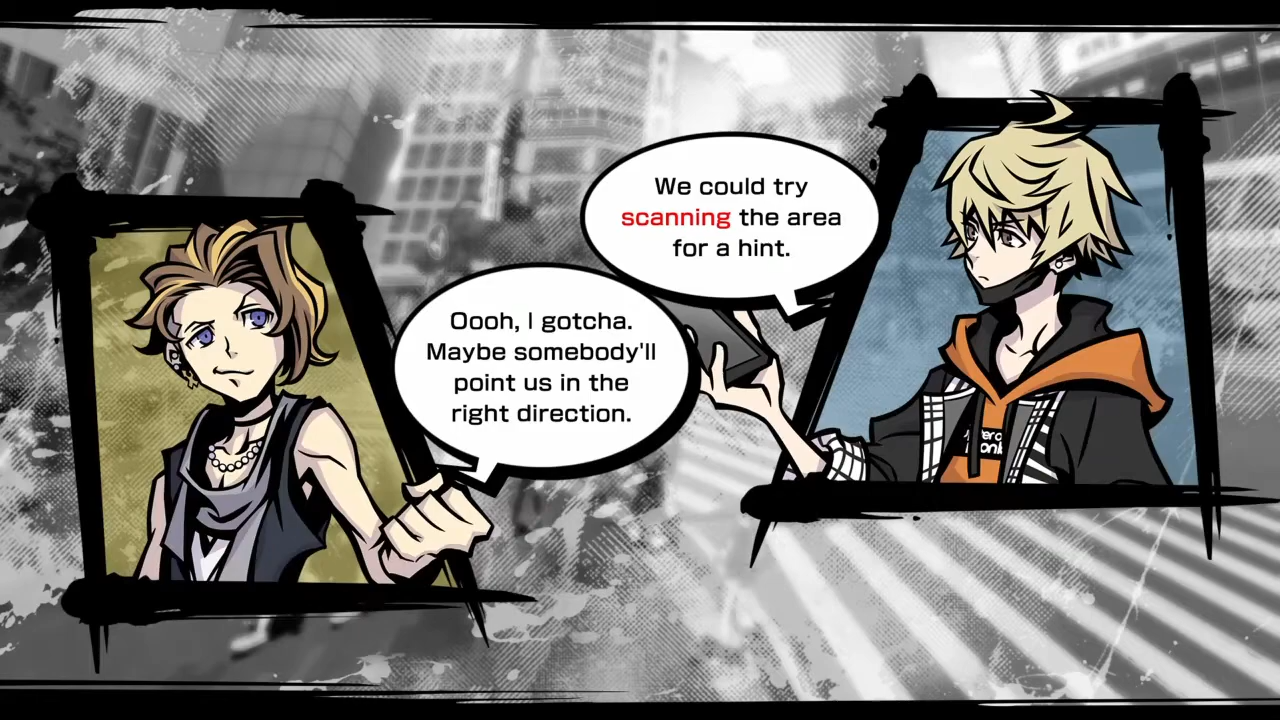 We could try
scanning the area
for a hint.
Oooh, I gotcha.
Maybe somebody'll
point us in the
right direction.